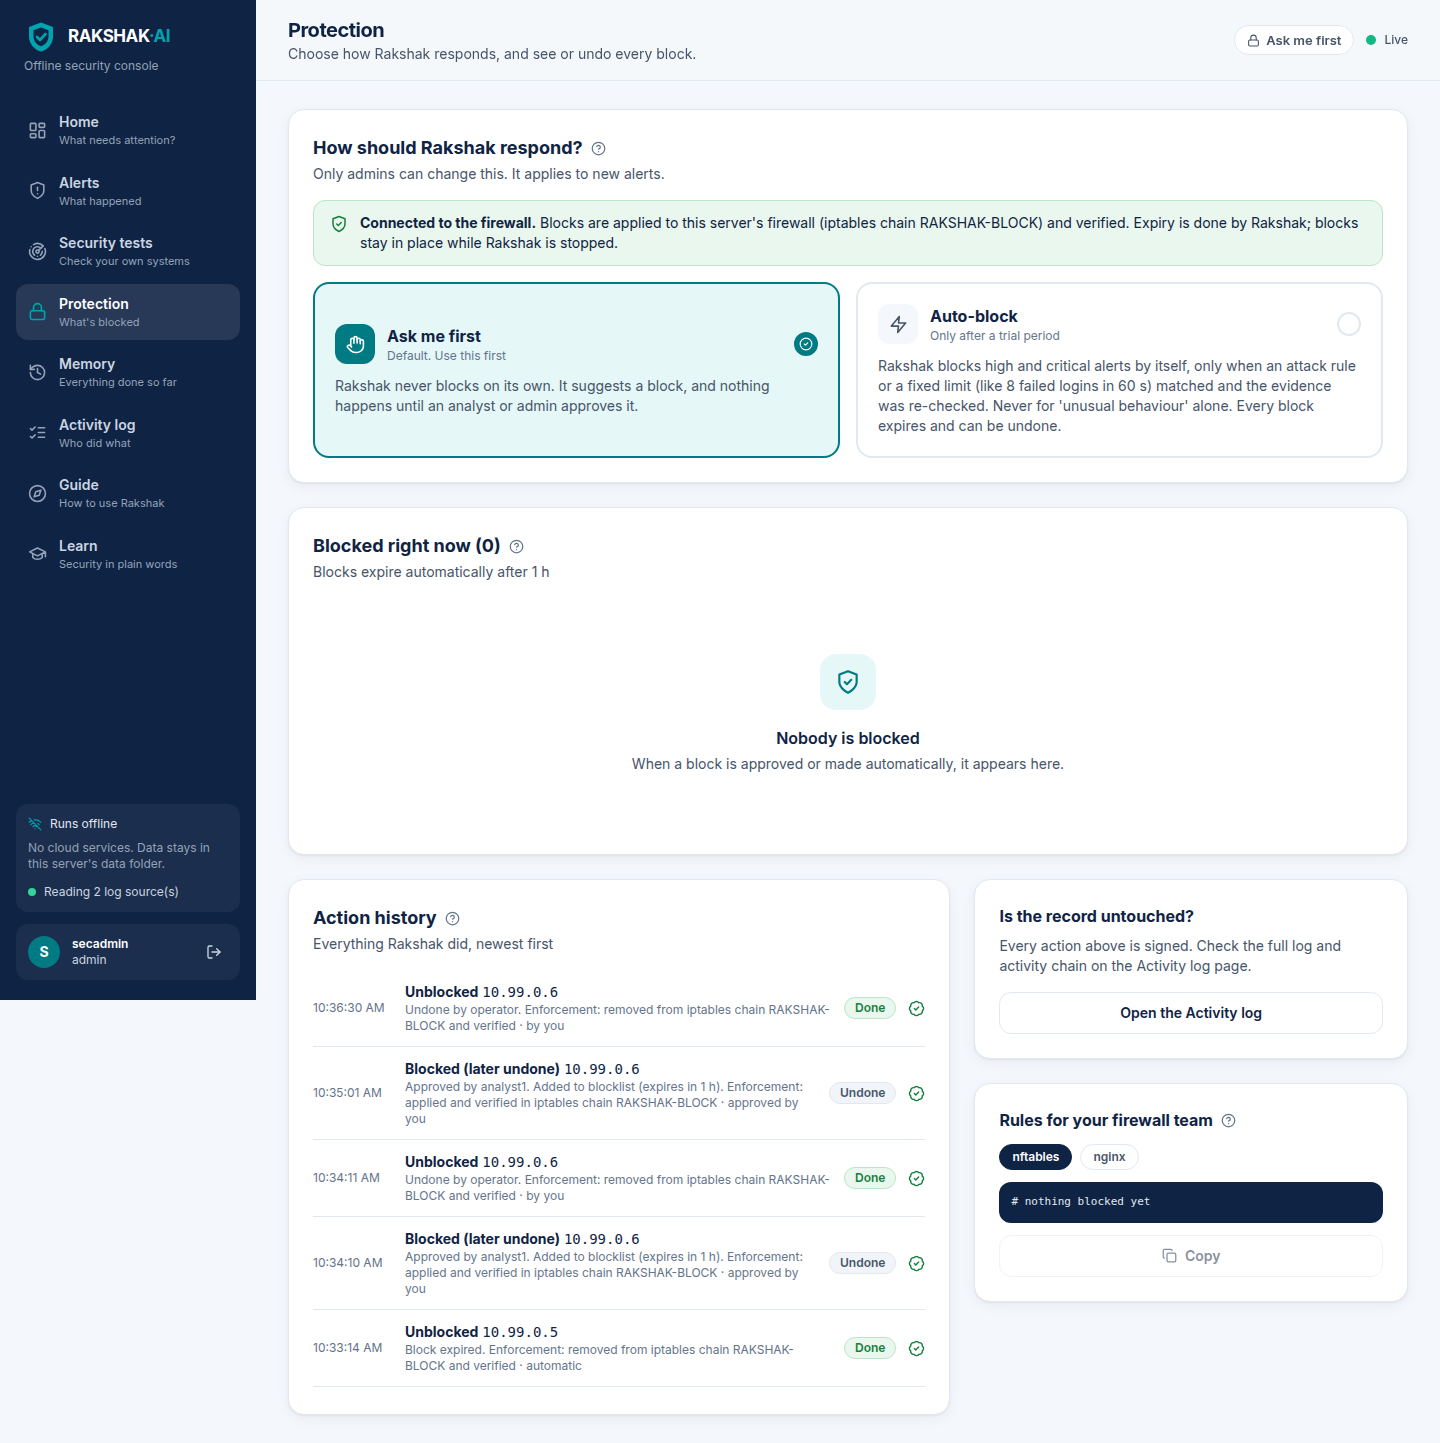 RAKSHAK·AI
Offline security console
Home
What needs attention?
Alerts
What happened
Security tests
Check your own systems
Protection
What's blocked
Memory
Everything done so far
Activity log
Who did what
Guide
How to use Rakshak
Learn
Security in plain words
Runs offline
No cloud services. Data stays in
this server's data folder.
Reading 2 log source(s)
S
secadmin
admin
Protection
Choose how Rakshak responds, and see or undo every block.
Ask me first
Live
How should Rakshak respond?
Only admins can change this. It applies to new alerts.
Connected to the firewall. Blocks are applied to this server's firewall (iptables chain RAKSHAK-BLOCK) and verified. Expiry is done by Rakshak; blocks
stay in place while Rakshak is stopped.
Ask me first
Default. Use this first
Rakshak never blocks on its own. It suggests a block, and nothing
happens until an analyst or admin approves it.
Auto-block
Only after a trial period
Rakshak blocks high and critical alerts by itself, only when an attack rule
or a fixed limit (like 8 failed logins in 60 s) matched and the evidence
was re-checked. Never for 'unusual behaviour' alone. Every block
expires and can be undone.
Blocked right now (0)
Blocks expire automatically after 1 h
Nobody is blocked
When a block is approved or made automatically, it appears here.
Action history
Everything Rakshak did, newest first
10:36:30 AM
Unblocked 10.99.0.6
Undone by operator. Enforcement: removed from iptables chain RAKSHAK-
BLOCK and verified · by you
Done
10:35:01 AM
Blocked (later undone) 10.99.0.6
Approved by analyst1. Added to blocklist (expires in 1 h). Enforcement:
applied and verified in iptables chain RAKSHAK-BLOCK · approved by
you
Undone
10:34:11 AM
Unblocked 10.99.0.6
Undone by operator. Enforcement: removed from iptables chain RAKSHAK-
BLOCK and verified · by you
Done
10:34:10 AM
Blocked (later undone) 10.99.0.6
Approved by analyst1. Added to blocklist (expires in 1 h). Enforcement:
applied and verified in iptables chain RAKSHAK-BLOCK · approved by
you
Undone
10:33:14 AM
Unblocked 10.99.0.5
Block expired. Enforcement: removed from iptables chain RAKSHAK-
BLOCK and verified · automatic
Done
Is the record untouched?
Every action above is signed. Check the full log and
activity chain on the Activity log page.
Open the Activity log
Rules for your firewall team
nftables
nginx
# nothing blocked yet
Copy